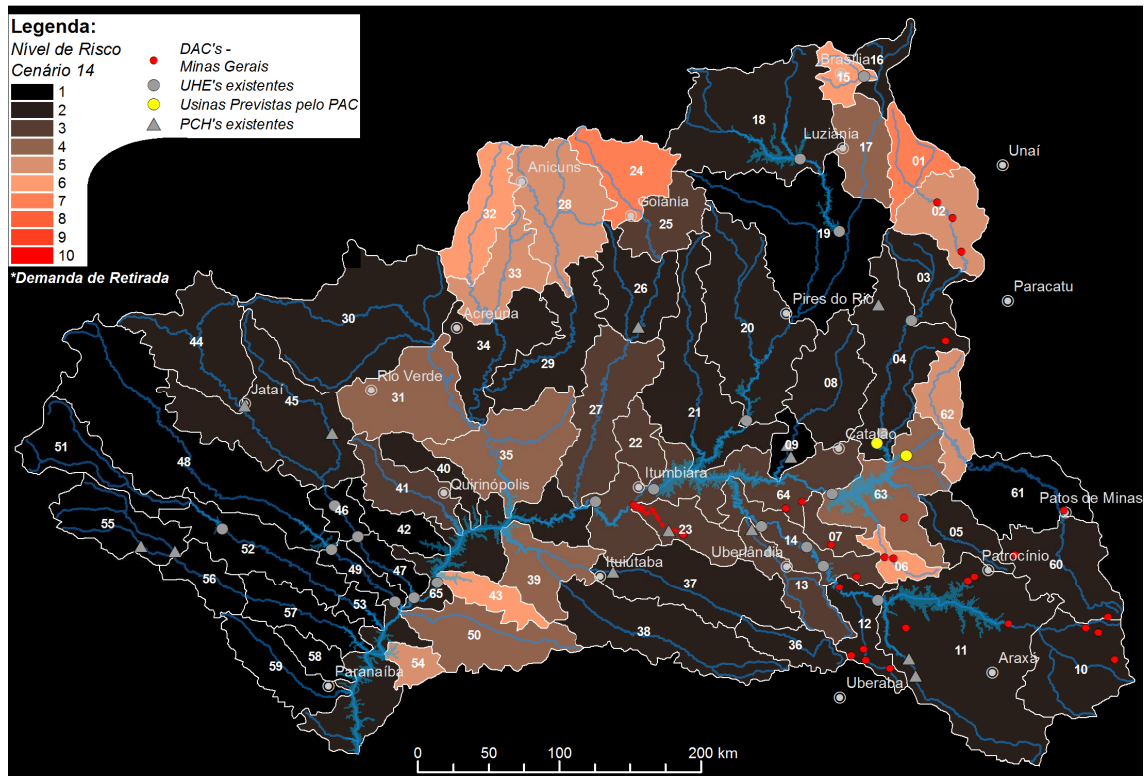 Legenda:
Nível de Risco
Cenário 14
1
2
3
4
5
6
7
8
9
10
*Demanda de Retirada
DAC's -
Minas Gerais
UHE's existentes
Usinas Previstas pelo PAC
PCH's existentes
16
Brasília
15
18
Luziânia
17
01
Unaí
Anicuns
24
32
28
Goiânia
02
25
19
33
03
26
Paracatu
Pires do Rio
30
Acreúna
20
44
34
04
29
Jataí
Rio Verde
31
45
08
62
27
21
51
48
35
22
09
Catalão
40
Quirinópolis
Itumbiara
41
64
63
61
Patos de Minas
46
55
42
23
05
52
14
07
Uberlândia
Patrocínio
49
47
39
Ituiutaba
06
60
56
37
13
65
43
57
53
12
50
38
36
11
58
59
54
Paranaíba
Araxá
10
Uberaba
0
50
100
200 km